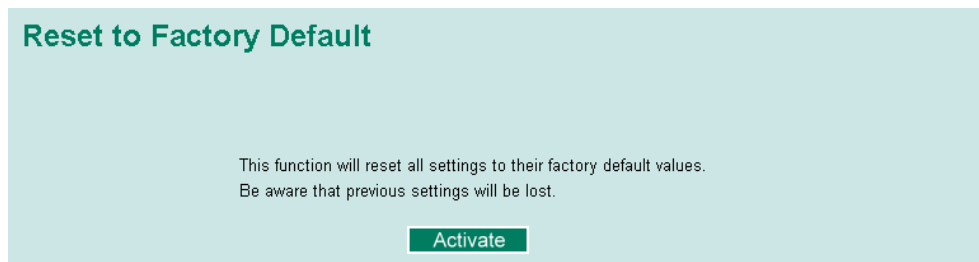 Reset to Factory Default
This function will reset all settings to their factory default values.
Be aware that previous settings will be lost.
Activate